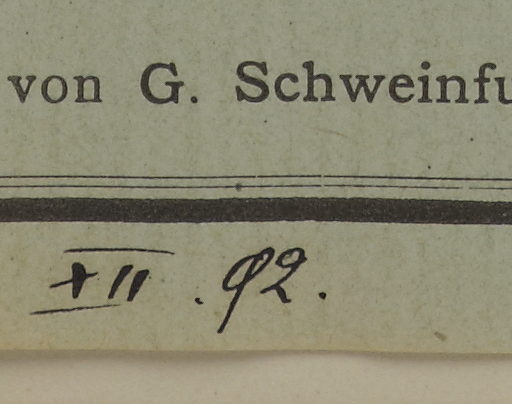 von G. Schweinfu
XII . 92.